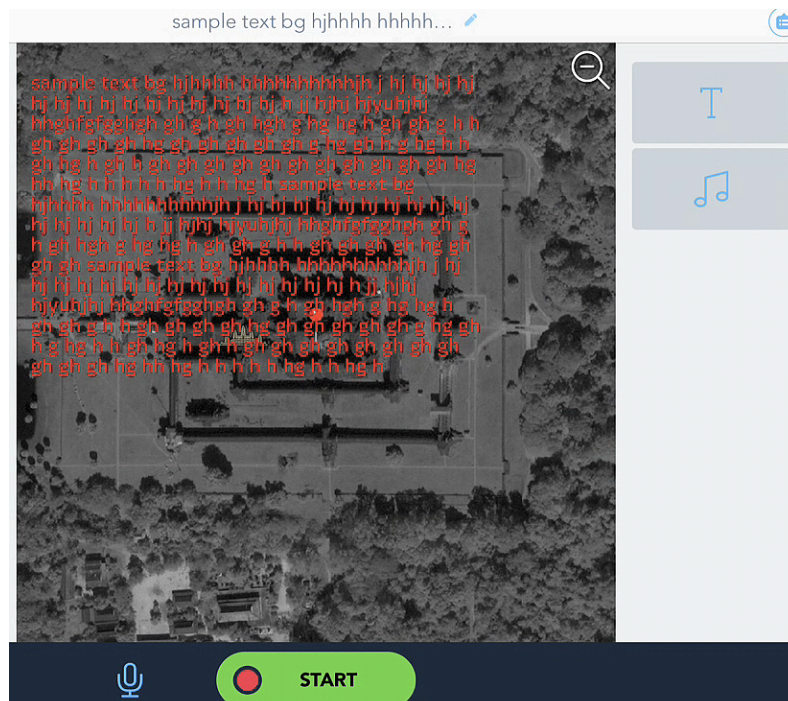 sample text bg hjhhhh hhhhh...
sample text bg hjhhhh hhhhhhhhhhhjh j hj hj hj hj
hj hj hj hj hj hj hj hj hj hj hj hj h jj hjhj hjyuhjhj
hhghfgfgghgh gh g h gh hgh g hg hg h gh gh g h h
gh gh gh gh hg gh gh gh gh gh g hg gh h g hg h h
gh hg h gh h gh gh gh gh gh gh gh gh gh gh gh hg
hh hg h h h h h hg h h hg h sample text bg
hjhhhh hhhhhhhhhhhjh j hj hj hj hj hj hj hj hj hj
hj hj hj hj hj h jj hjhj hjyuhjhj hhghfgfgghgh gh g
h gh hgh g hg hg h gh gh g h h gh gh gh gh hg gh
gh gh sample text bg hjhhhh hhhhhhhhhhhjh j hj
hj hj hj hj hj hj hj hj hj hj hj hj hj hj h jj hjhj
hjyuhjhj hhghfgfgghgh gh g h gh hgh g hg hg h
gh gh g h h gh gh gh gh hg gh gh gh gh gh g hg gh
h g hg h h gh hg h gh h gh gh gh gh gh gh gh gh
gh gh gh hg hh hg h h h h h hg h h hg h
START